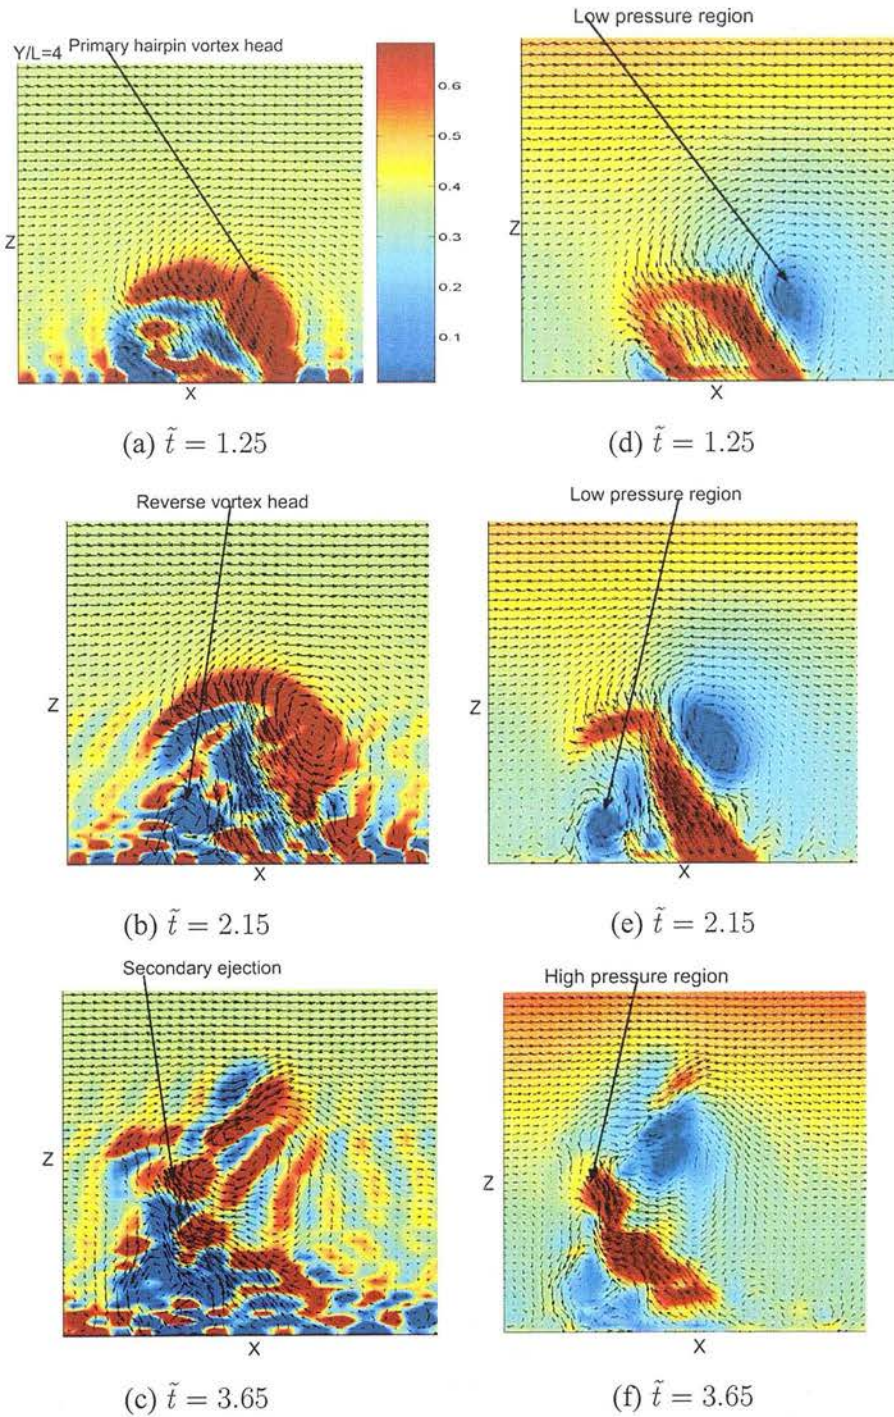 Low pressure region
Y/L=4 Primary hairpin vortex head
0.6
0.5
0.4
0.3
0.2
0.1
Z
Z
X
X
(a) t̃ = 1.25
(d) t̃ = 1.25
Reverse vortex head
Low pressure region
Z
Z
X
X
(b) t̃ = 2.15
(e) t̃ = 2.15
Secondary ejection
High pressure region
Z
Z
X
X
(c) t̃ = 3.65
(f) t̃ = 3.65